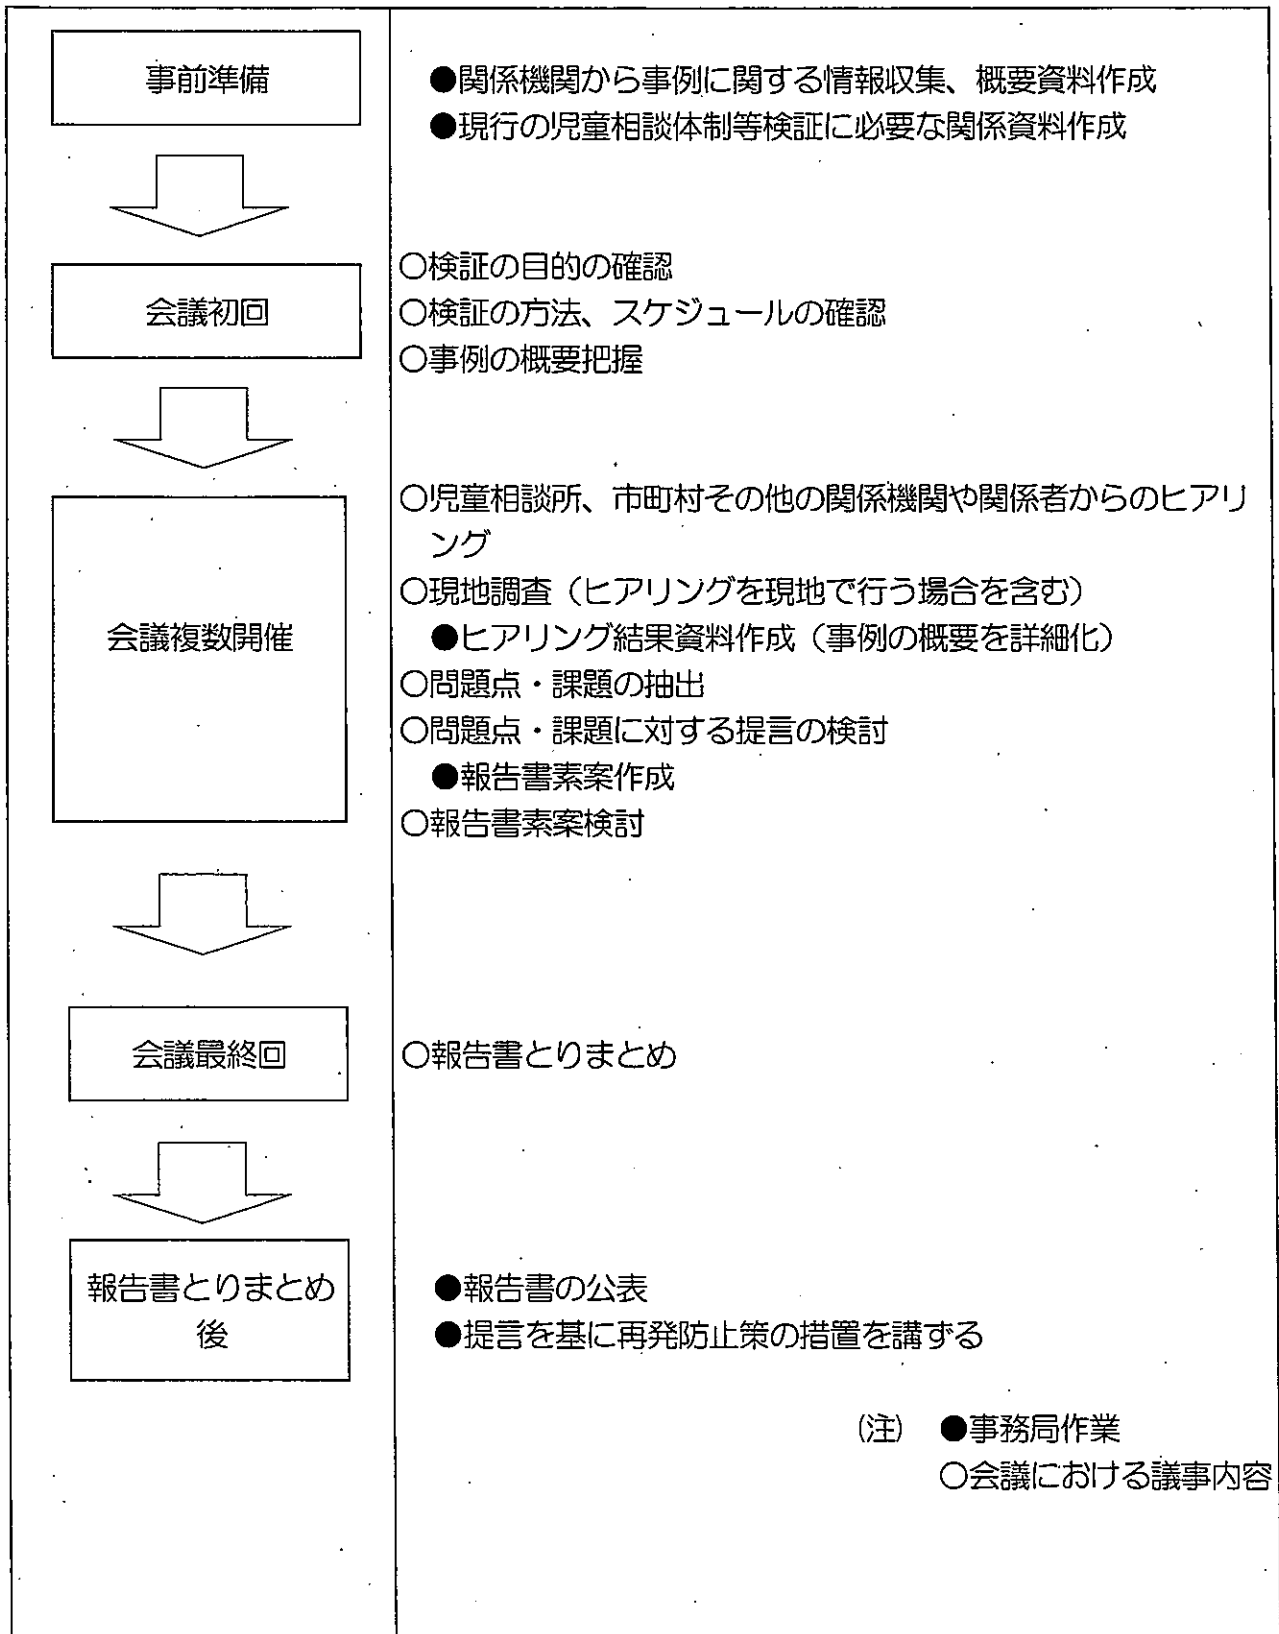 事前準備
●関係機関から事例に関する情報収集、概要資料作成
●現行の児童相談体制等検証に必要な関係資料作成
会議初回
○検証の目的の確認
○検証の方法、スケジュールの確認
○事例の概要把握
会議複数開催
○児童相談所、市町村その他の関係機関や関係者からのヒアリ
ング
○現地調査（ヒアリングを現地で行う場合を含む）
●ヒアリング結果資料作成（事例の概要を詳細化）
○問題点・課題の抽出
○問題点・課題に対する提言の検討
●報告書素案作成
○報告書素案検討
会議最終回
○報告書とりまとめ
報告書とりまとめ
後
●報告書の公表
●提言を基に再発防止策の措置を講ずる
(注) ●事務局作業
○会議における議事内容